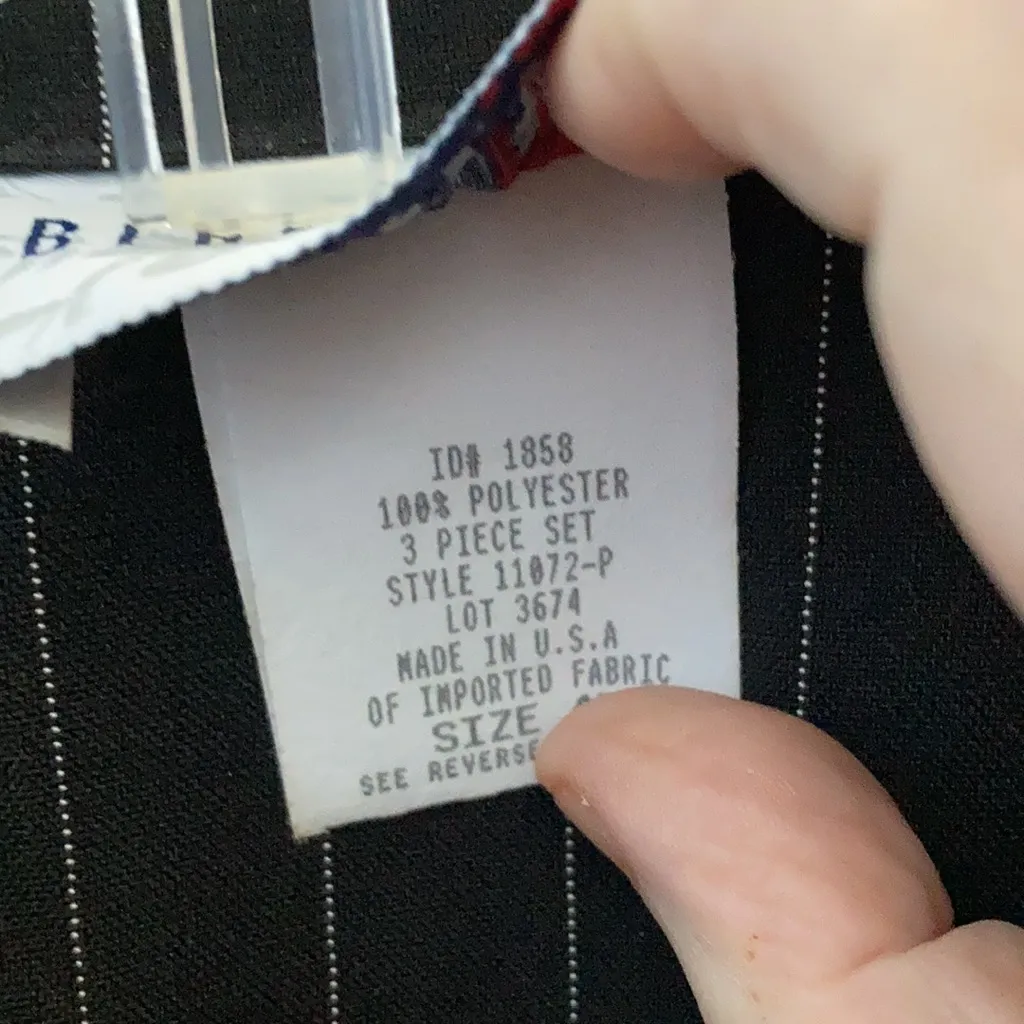 ID# 1858
100% POLYESTER
3 PIECE SET
STYLE 11072-P
LOT 3674
MADE IN U.S.A
OF IMPORTED FABRIC
SIZE
SEE REVERSE